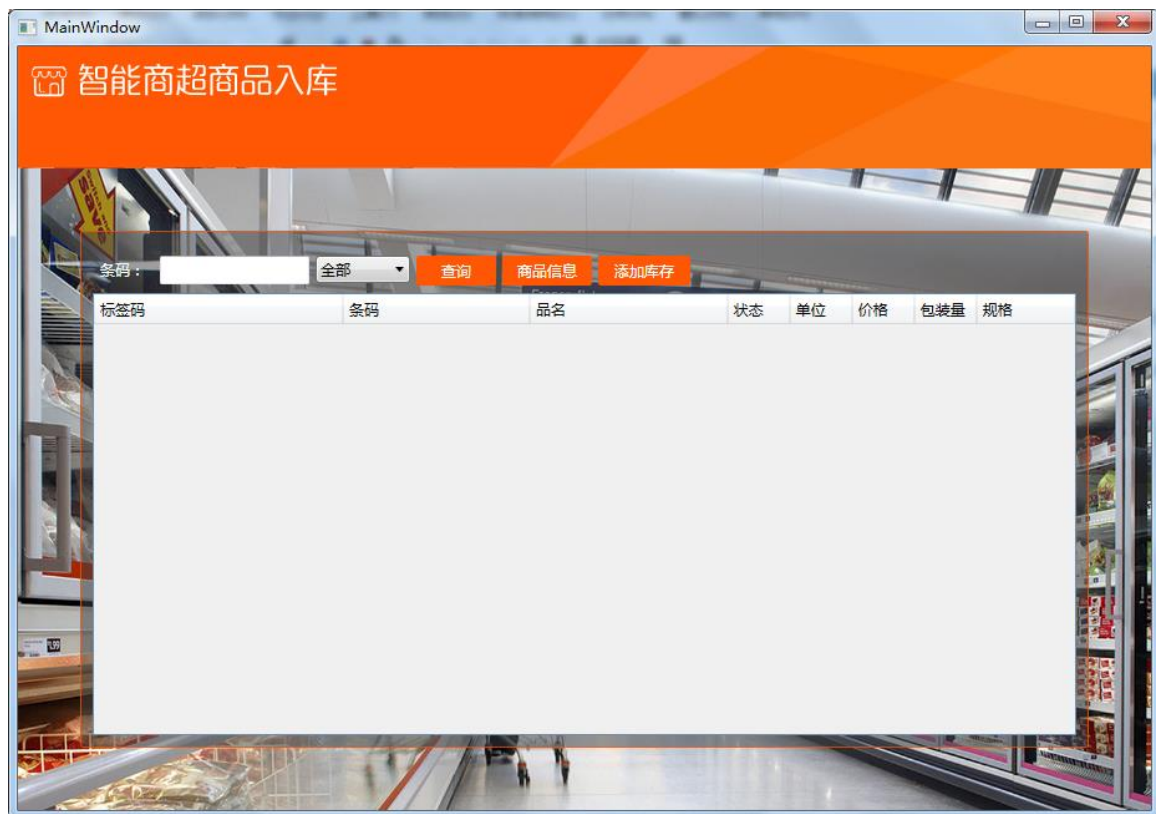 MainWindow
智能商超商品入库
条码： 全部 查询 商品信息 添加库存
标签码 条码 品名 状态 单位 价格 包装量 规格